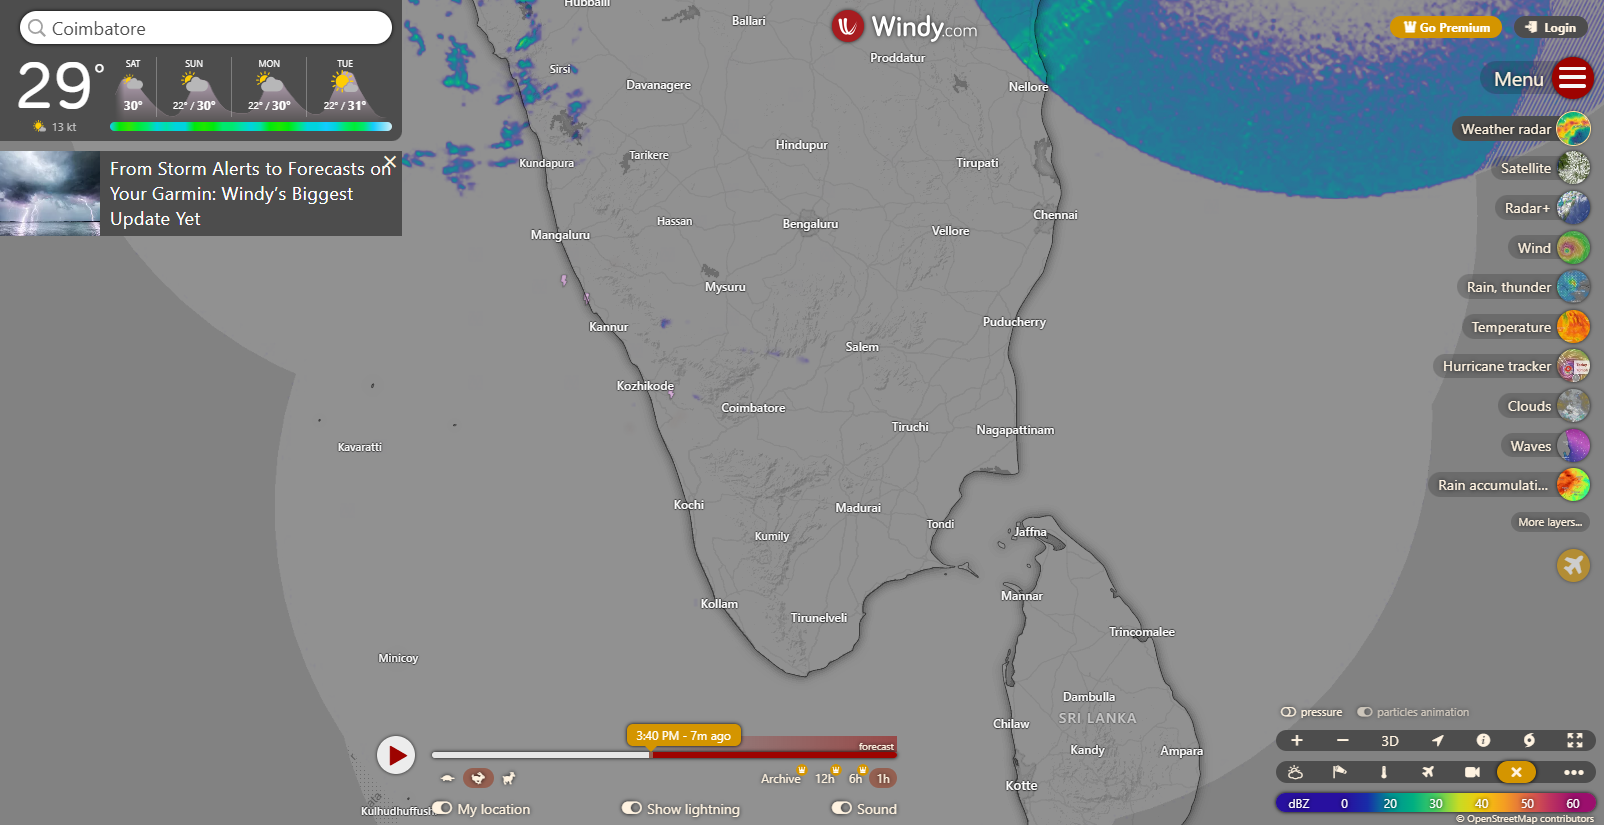 Coimbatore
29°
13 kt
SAT
30°
SUN
22° / 30°
MON
22° / 30°
TUE
22° / 31°
From Storm Alerts to Forecasts on
Your Garmin: Windy's Biggest
Update Yet
Windy.com
Go Premium
Login
Menu
Weather radar
Satellite
Radar+
Wind
Rain, thunder
Temperature
Hurricane tracker
Clouds
Waves
Rain accumulati...
More layers...
Hubballi
Ballari
Proddatur
Sirsi
Davanagere
Nellore
Kundapura
Tarikere
Hindupur
Tirupati
Mangaluru
Hassan
Bengaluru
Vellore
Chennai
Mysuru
Kannur
Puducherry
Salem
Kozhikode
Coimbatore
Tiruchi
Nagapattinam
Kavaratti
Kochi
Madurai
Tondi
Kumily
Jaffna
Mannar
Kollam
Tirunelveli
Trincomalee
Minicoy
Dambulla
SRI LANKA
Chilaw
Kandy
Ampara
Kotte
Kulhudhuffushi
3:40 PM - 7m ago
forecast
Archive
12h
6h
1h
My location
Show lightning
Sound
pressure
particles animation
+
−
3D
dBZ 0 20 30 40 50 60
© OpenStreetMap contributors